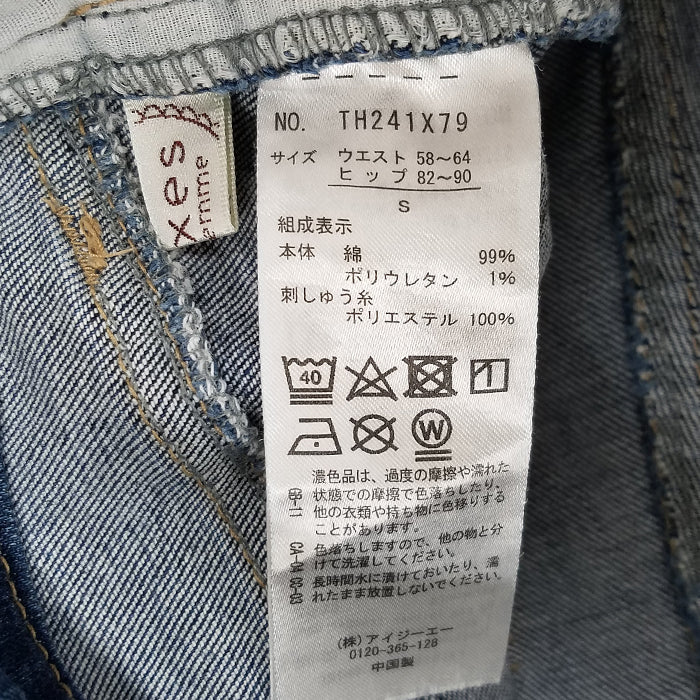 xes
femme
NO. TH241X79
サイズ ウエスト 58～64
ヒップ 82～90
S
組成表示
本体 綿 99%
ポリウレタン 1%
刺しゅう糸
ポリエステル 100%
40
W
濃色品は、過度の摩擦や濡れた
状態での摩擦で色落ちしたり、
他の衣類や持ち物に色移りする
ことがあります。
色落ちしますので、他の物と分
けて洗濯してください。
長時間水に漬けておいたり、濡
れたまま放置しないでください。
(株)アイジーエー
0120-365-128
中国製